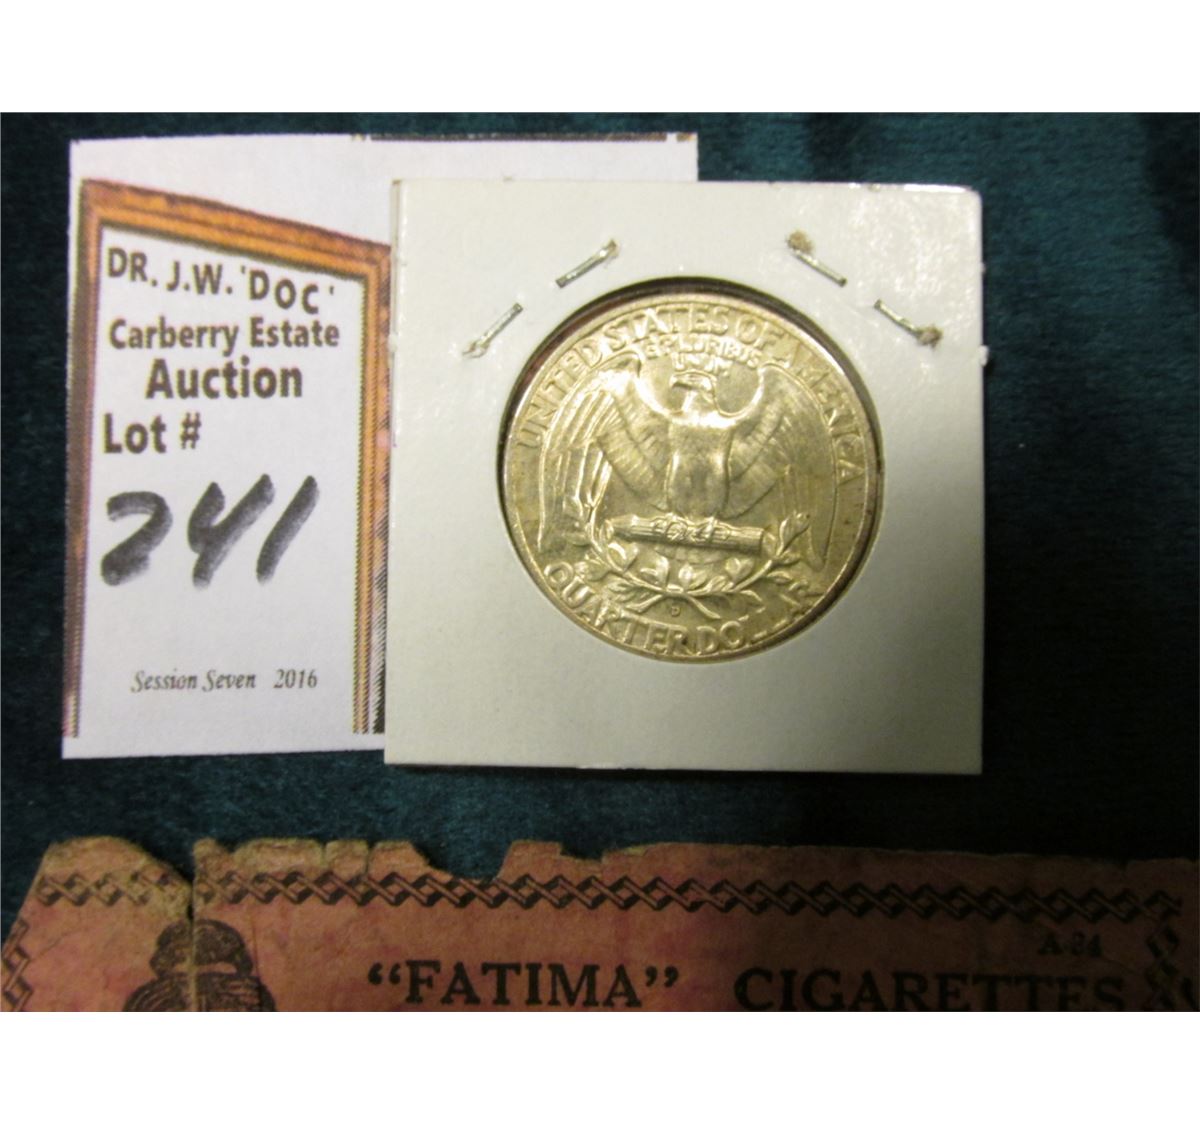 DR. J.W. 'DOC'
Carberry Estate
Auction
Lot #
241
Session Seven 2016
UNITED STATES OF AMERICA
E PLURIBUS
UNUM
D
QUARTER DOLLAR
A-84
"FATIMA" CIGARETTES